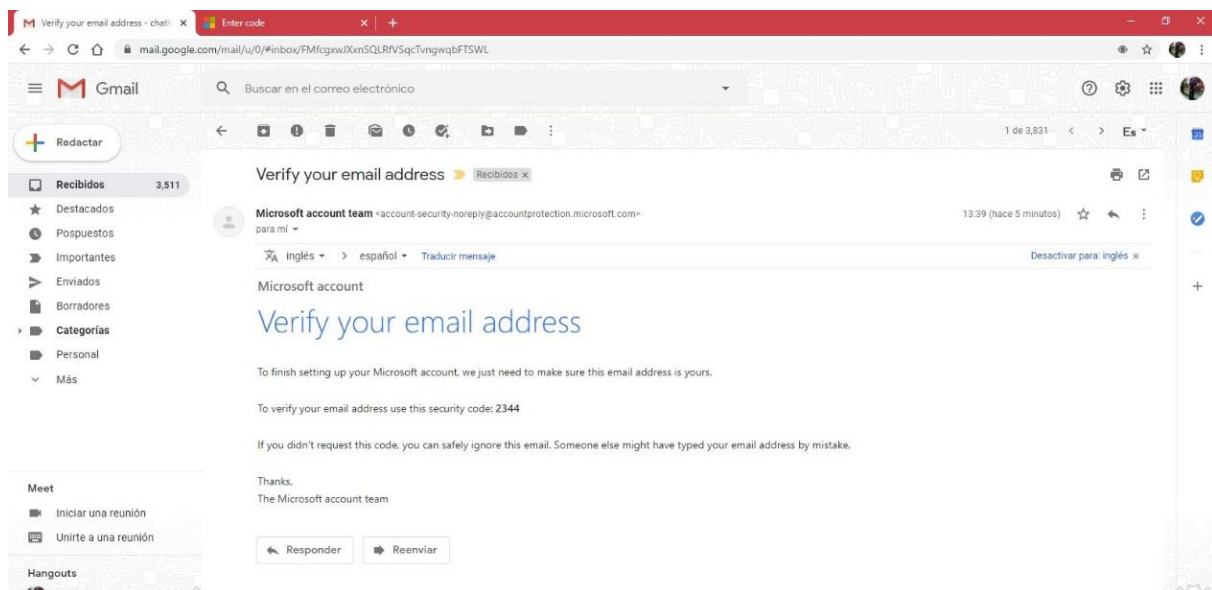 Verify your email address - chath
Enter code
mail.google.com/mail/u/0/#inbox/FMfcgxwJXxnSQLRfVSqcTvngwqbFTSWL
Gmail
Buscar en el correo electrónico
Redactar
1 de 3,831
Es
Recibidos 3,511
Destacados
Pospuestos
Importantes
Enviados
Borradores
Categorías
Personal
Más
Meet
Iniciar una reunión
Unirte a una reunión
Hangouts
Verify your email address
Recibidos x
Microsoft account team <account-security-noreply@accountprotection.microsoft.com>
13:39 (hace 5 minutos)
para mí
inglés > español Traducir mensaje
Desactivar para: inglés x
Microsoft account
Verify your email address
To finish setting up your Microsoft account, we just need to make sure this email address is yours.
To verify your email address use this security code: 2344
If you didn't request this code, you can safely ignore this email. Someone else might have typed your email address by mistake.
Thanks,
The Microsoft account team
Responder
Reenviar
31